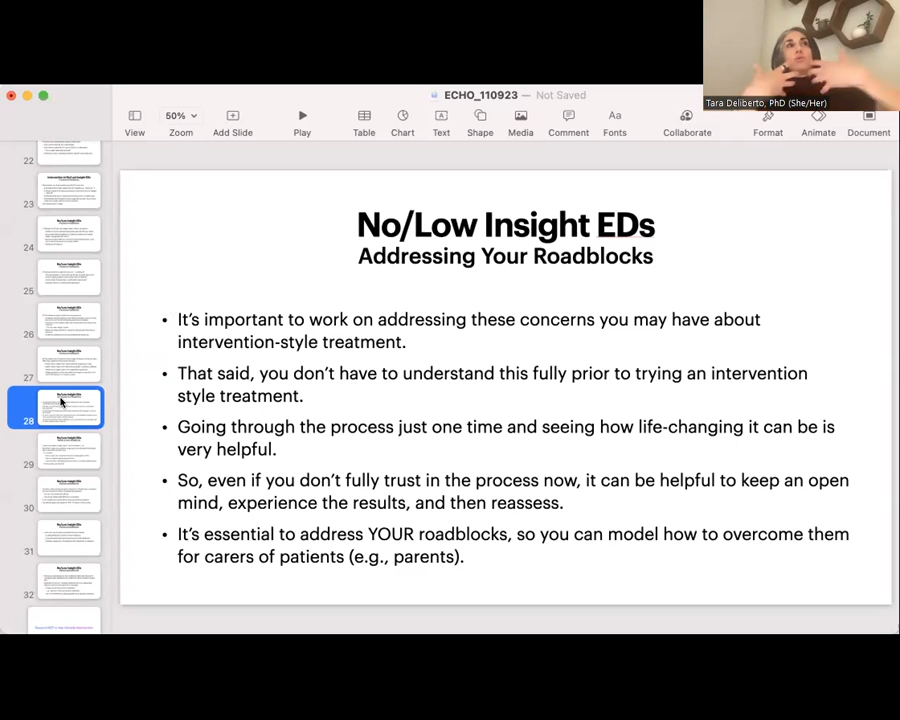 Tara Deliberto, PhD (She/Her)
ECHO_110923 — Not Saved
50%
View
Zoom
Add Slide
Play
Table
Chart
Text
Shape
Media
Comment
Fonts
Collaborate
Format
Animate
Document
22
23
24
25
26
27
28
29
30
31
32
No/Low Insight EDs
Addressing Your Roadblocks
• It’s important to work on addressing these concerns you may have about
intervention-style treatment.
• That said, you don’t have to understand this fully prior to trying an intervention
style treatment.
• Going through the process just one time and seeing how life-changing it can be is
very helpful.
• So, even if you don’t fully trust in the process now, it can be helpful to keep an open
mind, experience the results, and then reassess.
• It’s essential to address YOUR roadblocks, so you can model how to overcome them
for carers of patients (e.g., parents).